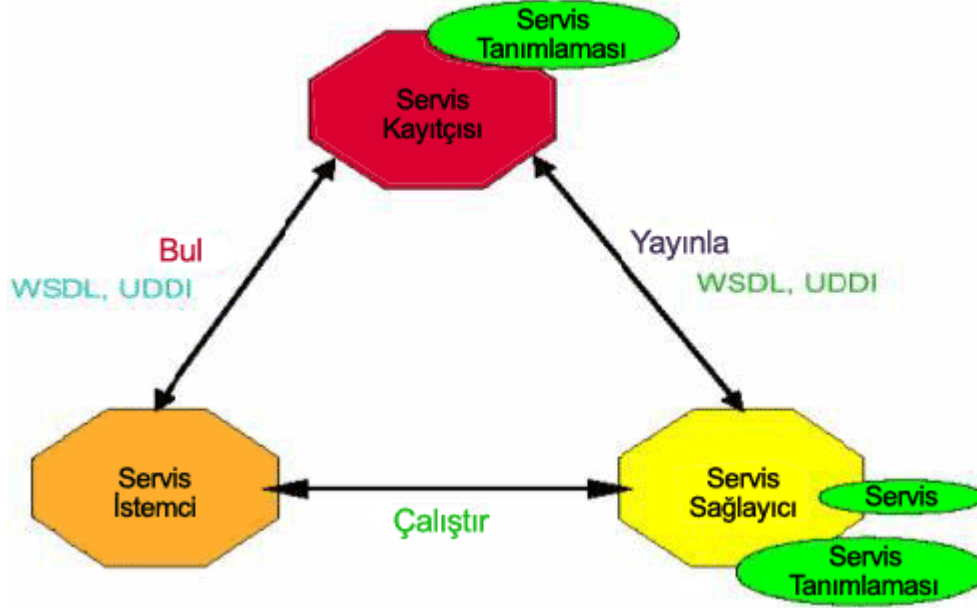 Servis
Tanımlaması
Servis
Kayıtçısı
Bul
WSDL, UDDI
Yayınla
WSDL, UDDI
Servis
İstemci
Çalıştır
Servis
Sağlayıcı
Servis
Servis
Tanımlaması